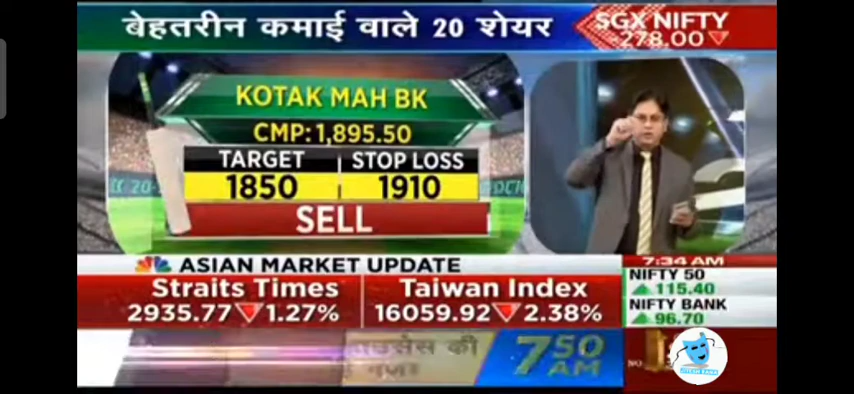 बेहतरीन कमाई वाले 20 शेयर
SGX NIFTY
-278.00
KOTAK MAH BK
CMP: 1,895.50
TARGET STOP LOSS
1850 1910
SELL
7:34 AM
ASIAN MARKET UPDATE
Straits Times Taiwan Index
2935.77 1.27% 16059.92 2.38%
NIFTY 50
115.40
NIFTY BANK
96.70
की
7 50
AM
NO